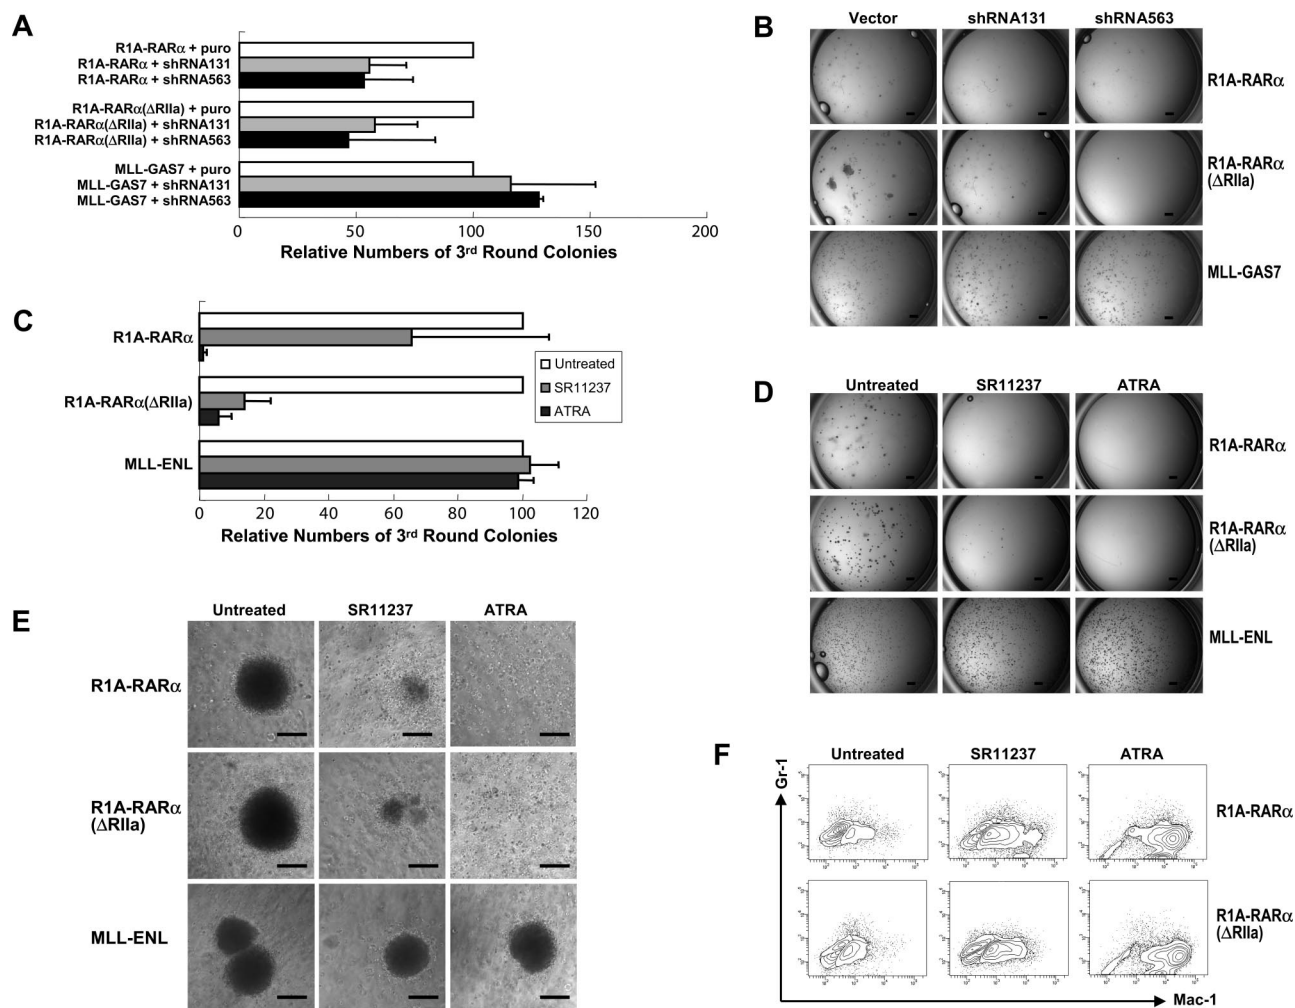 A
R1A-RARα + puro
R1A-RARα + shRNA131
R1A-RARα + shRNA563
R1A-RARα(ΔRIIa) + puro
R1A-RARα(ΔRIIa) + shRNA131
R1A-RARα(ΔRIIa) + shRNA563
MLL-GAS7 + puro
MLL-GAS7 + shRNA131
MLL-GAS7 + shRNA563
0 50 100 150 200
Relative Numbers of 3rd Round Colonies
B
Vector shRNA131 shRNA563
R1A-RARα
R1A-RARα
(ΔRIIa)
MLL-GAS7
C
R1A-RARα
R1A-RARα(ΔRIIa)
MLL-ENL
Untreated
SR11237
ATRA
0 20 40 60 80 100 120
Relative Numbers of 3rd Round Colonies
D
Untreated SR11237 ATRA
R1A-RARα
R1A-RARα
(ΔRIIa)
MLL-ENL
E
Untreated SR11237 ATRA
R1A-RARα
R1A-RARα
(ΔRIIa)
MLL-ENL
F
Gr-1
Untreated SR11237 ATRA
R1A-RARα
R1A-RARα
(ΔRIIa)
Mac-1